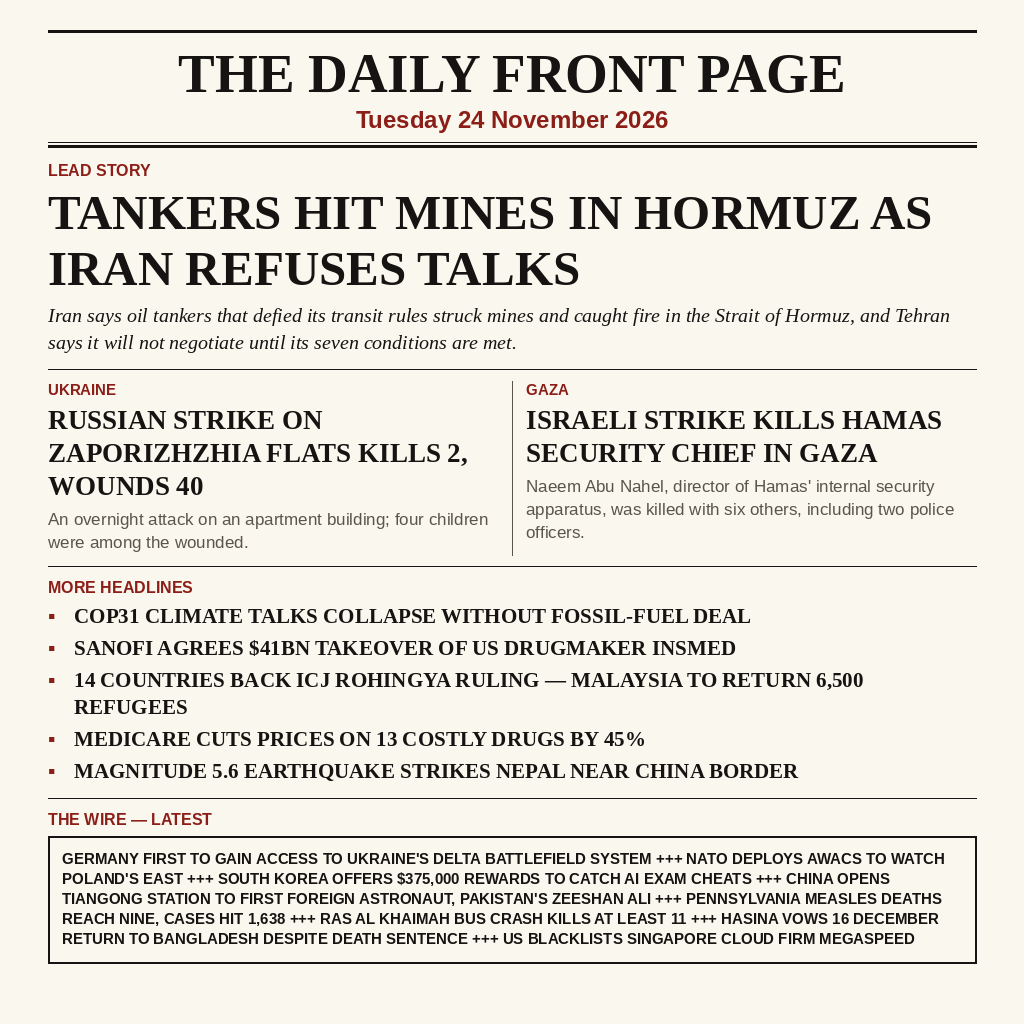 THE DAILY FRONT PAGE
Tuesday 24 November 2026
LEAD STORY
TANKERS HIT MINES IN HORMUZ AS
IRAN REFUSES TALKS
Iran says oil tankers that defied its transit rules struck mines and caught fire in the Strait of Hormuz, and Tehran
says it will not negotiate until its seven conditions are met.
UKRAINE
RUSSIAN STRIKE ON
ZAPORIZHZHIA FLATS KILLS 2,
WOUNDS 40
An overnight attack on an apartment building; four children
were among the wounded.
GAZA
ISRAELI STRIKE KILLS HAMAS
SECURITY CHIEF IN GAZA
Naeem Abu Nahel, director of Hamas' internal security
apparatus, was killed with six others, including two police
officers.
MORE HEADLINES
▪ COP31 CLIMATE TALKS COLLAPSE WITHOUT FOSSIL-FUEL DEAL
▪ SANOFI AGREES $41BN TAKEOVER OF US DRUGMAKER INSMED
▪ 14 COUNTRIES BACK ICJ ROHINGYA RULING — MALAYSIA TO RETURN 6,500
REFUGEES
▪ MEDICARE CUTS PRICES ON 13 COSTLY DRUGS BY 45%
▪ MAGNITUDE 5.6 EARTHQUAKE STRIKES NEPAL NEAR CHINA BORDER
THE WIRE — LATEST
GERMANY FIRST TO GAIN ACCESS TO UKRAINE'S DELTA BATTLEFIELD SYSTEM +++ NATO DEPLOYS AWACS TO WATCH
POLAND'S EAST +++ SOUTH KOREA OFFERS $375,000 REWARDS TO CATCH AI EXAM CHEATS +++ CHINA OPENS
TIANGONG STATION TO FIRST FOREIGN ASTRONAUT, PAKISTAN'S ZEESHAN ALI +++ PENNSYLVANIA MEASLES DEATHS
REACH NINE, CASES HIT 1,638 +++ RAS AL KHAIMAH BUS CRASH KILLS AT LEAST 11 +++ HASINA VOWS 16 DECEMBER
RETURN TO BANGLADESH DESPITE DEATH SENTENCE +++ US BLACKLISTS SINGAPORE CLOUD FIRM MEGASPEED